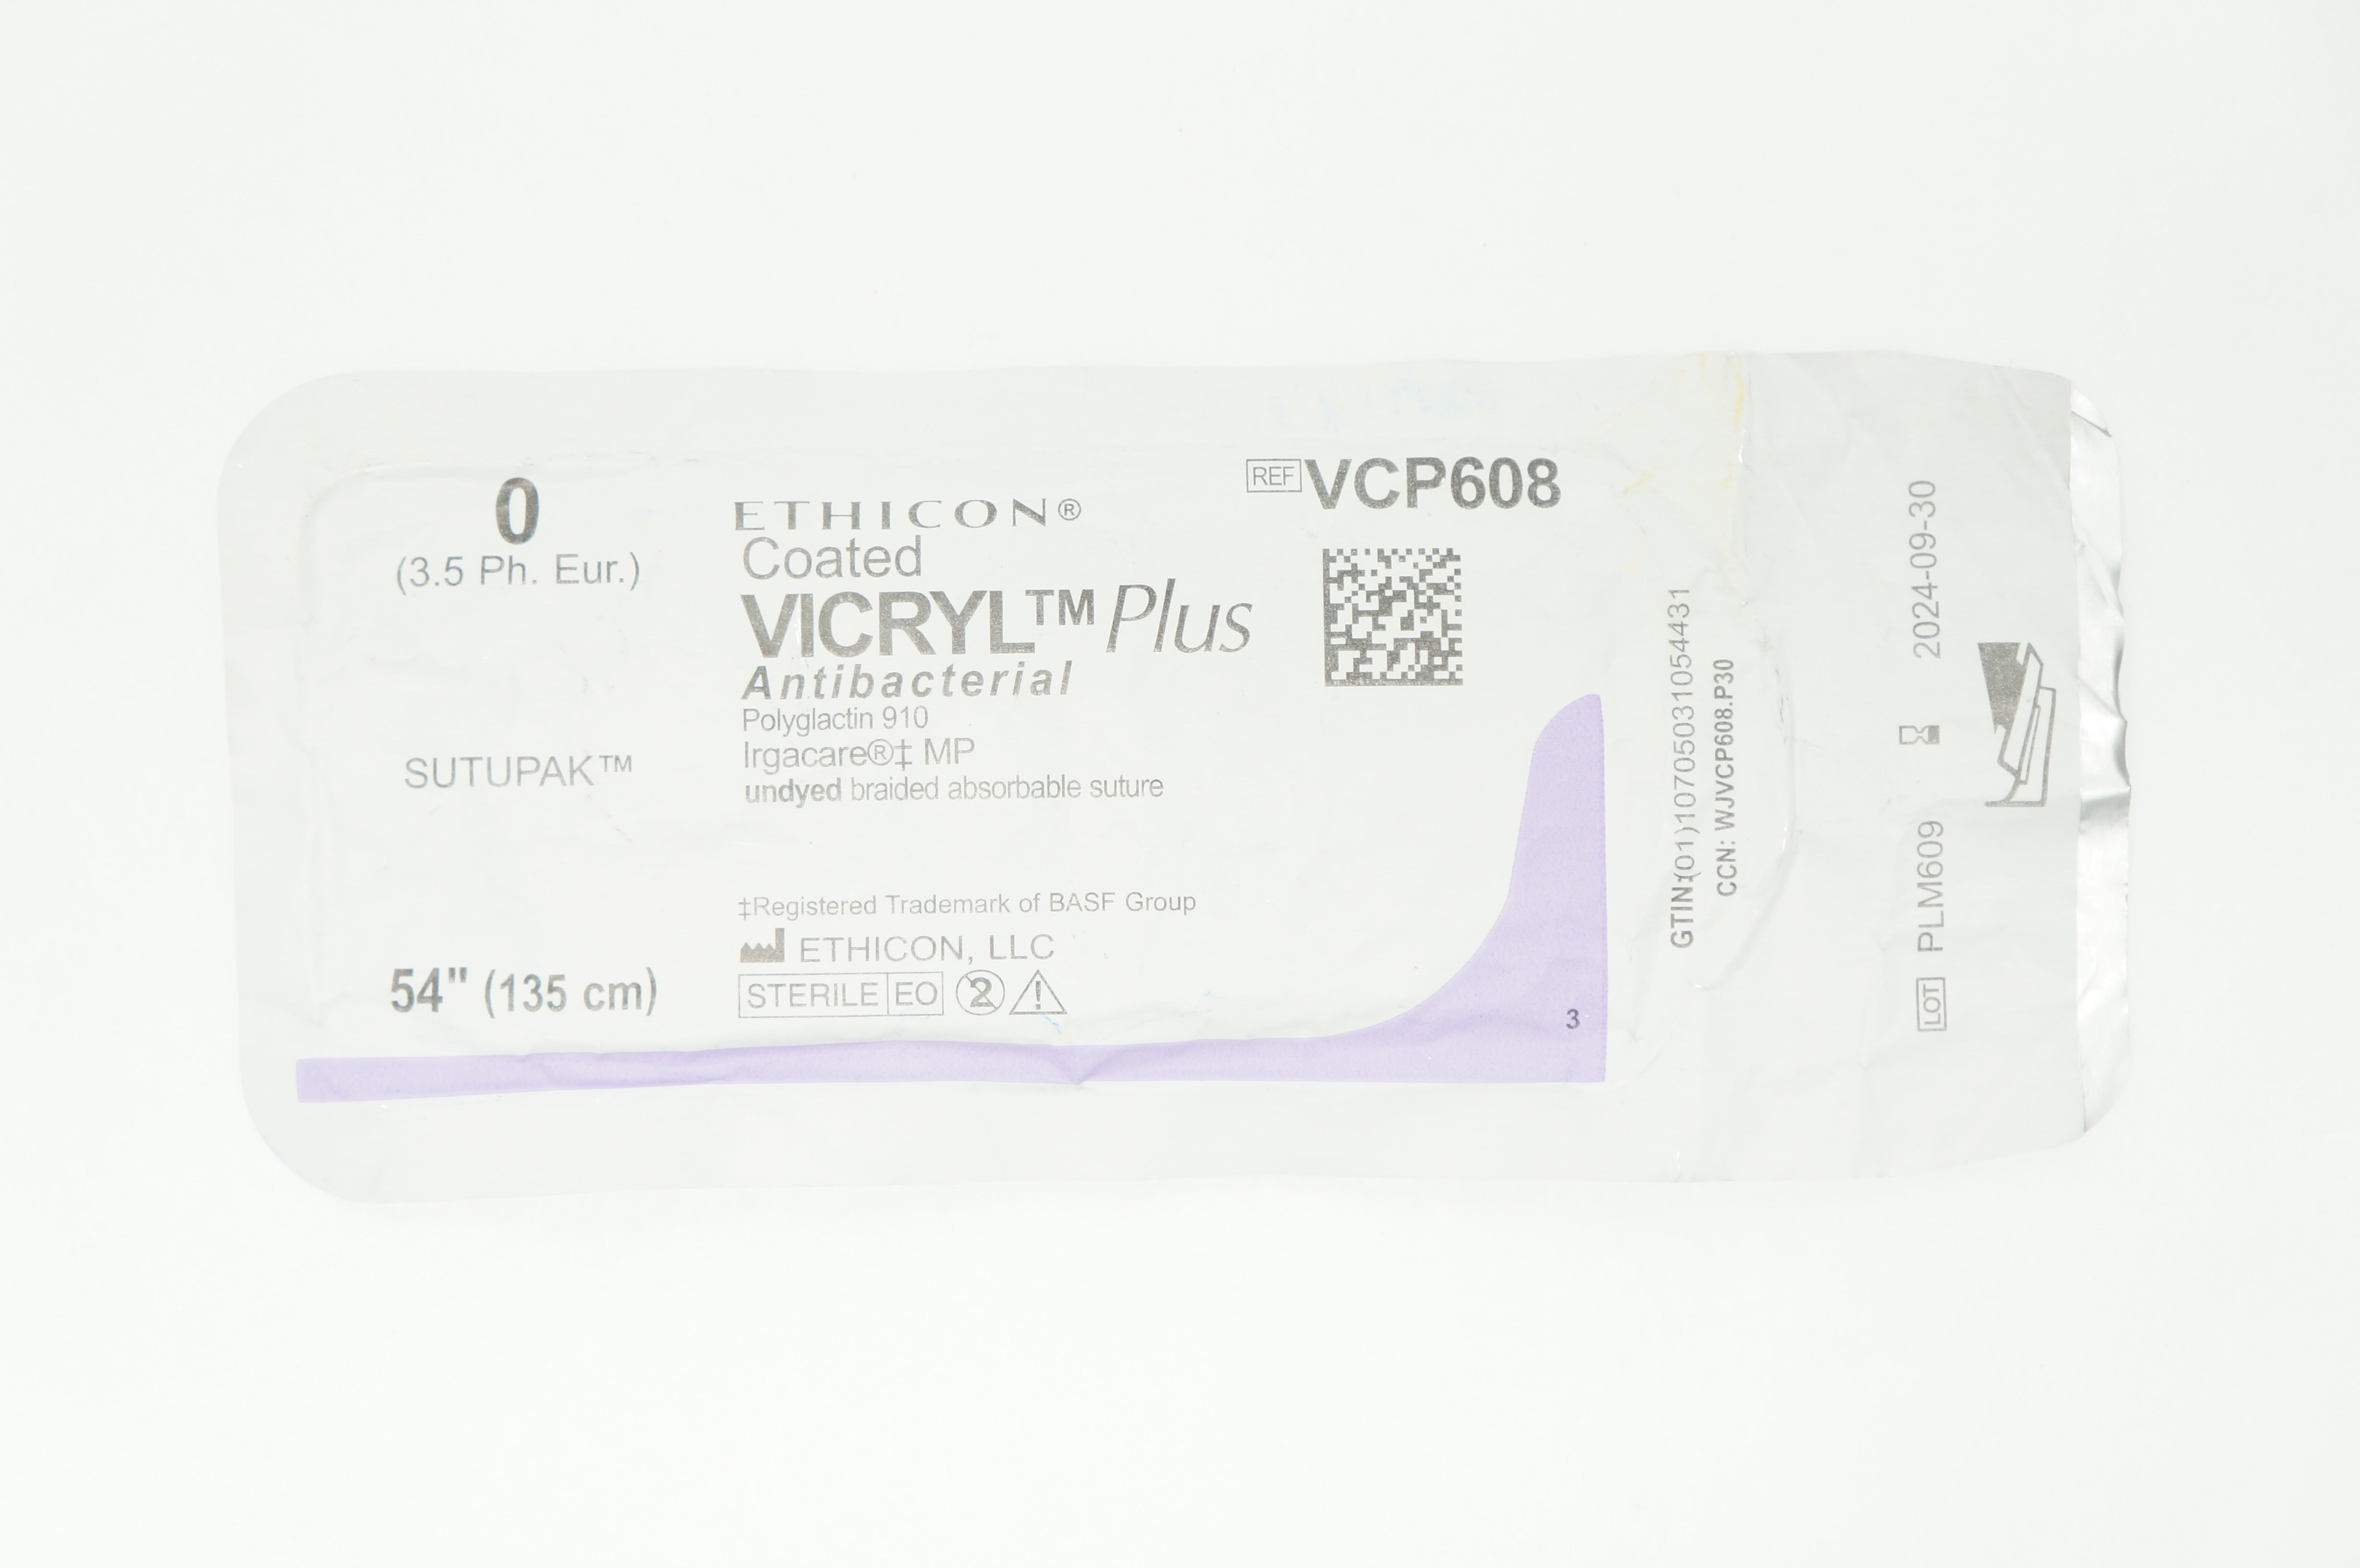 0
(3.5 Ph. Eur.)
SUTUPAK™
54" (135 cm)
ETHICON®
Coated
VICRYL™ Plus
Antibacterial
Polyglactin 910
Irgacare®‡ MP
undyed braided absorbable suture
‡Registered Trademark of BASF Group
ETHICON, LLC
STERILE EO 2
REF VCP608
3
GTIN:(01)10705031054431
CCN: WJVCP608.P30
LOT PLM609 2024-09-30